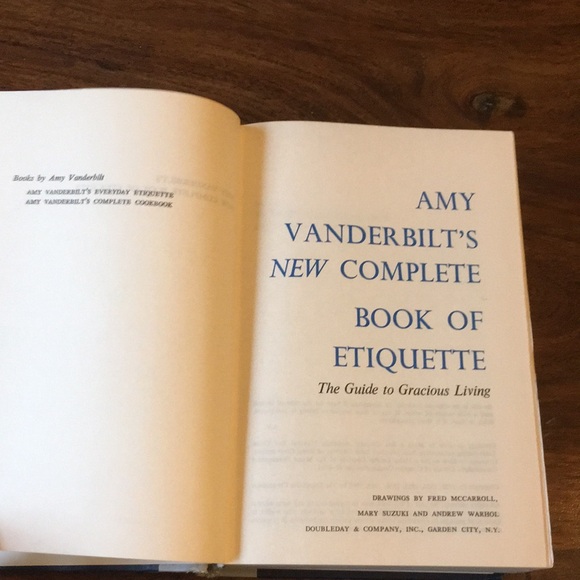 Books by Amy Vanderbilt
AMY VANDERBILT'S EVERYDAY ETIQUETTE
AMY VANDERBILT'S COMPLETE COOKBOOK
AMY
VANDERBILT'S
NEW COMPLETE
BOOK OF
ETIQUETTE
The Guide to Gracious Living
DRAWINGS BY FRED MCCARROLL,
MARY SUZUKI AND ANDREW WARHOL
DOUBLEDAY & COMPANY, INC., GARDEN CITY, N.Y.